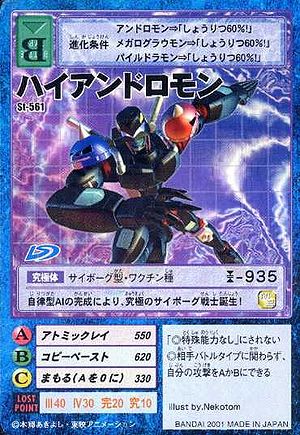 進化条件
アンドロモン⇒「しょうりつ60%!」
メガログラウモン⇒「しょうりつ60%!」
パイルドラモン⇒「しょうりつ60%!」
ハイアンドロモン
St-561
究極体 サイボーグ型・ワクチン種
-935
自律型AIの完成により、究極のサイボーグ戦士誕生!
A アトミックレイ 550
B コピーペースト 620
C まもる(Aを0に) 330
「◎特殊能力なし」にされない
◎相手バトルタイプに関わらず、
自分の攻撃をAかBにできる
LOST POINT Ⅲ40 Ⅳ30 完20 究10
illust by.Nekotom
©本郷あきよし・東映アニメーション
BANDAI 2001 MADE IN JAPAN